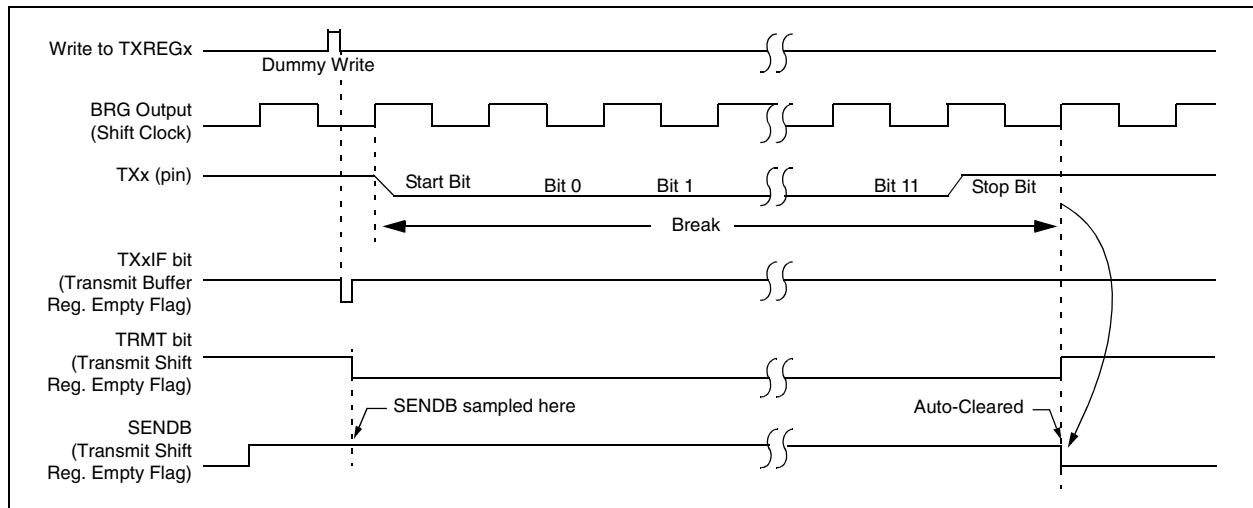 Write to TXREGx
Dummy Write
BRG Output
(Shift Clock)
TXx (pin)
Start Bit
Bit 0
Bit 1
Bit 11
Stop Bit
Break
TXxIF bit
(Transmit Buffer
Reg. Empty Flag)
TRMT bit
(Transmit Shift
Reg. Empty Flag)
SENDB sampled here
Auto-Cleared
SENDB
(Transmit Shift
Reg. Empty Flag)